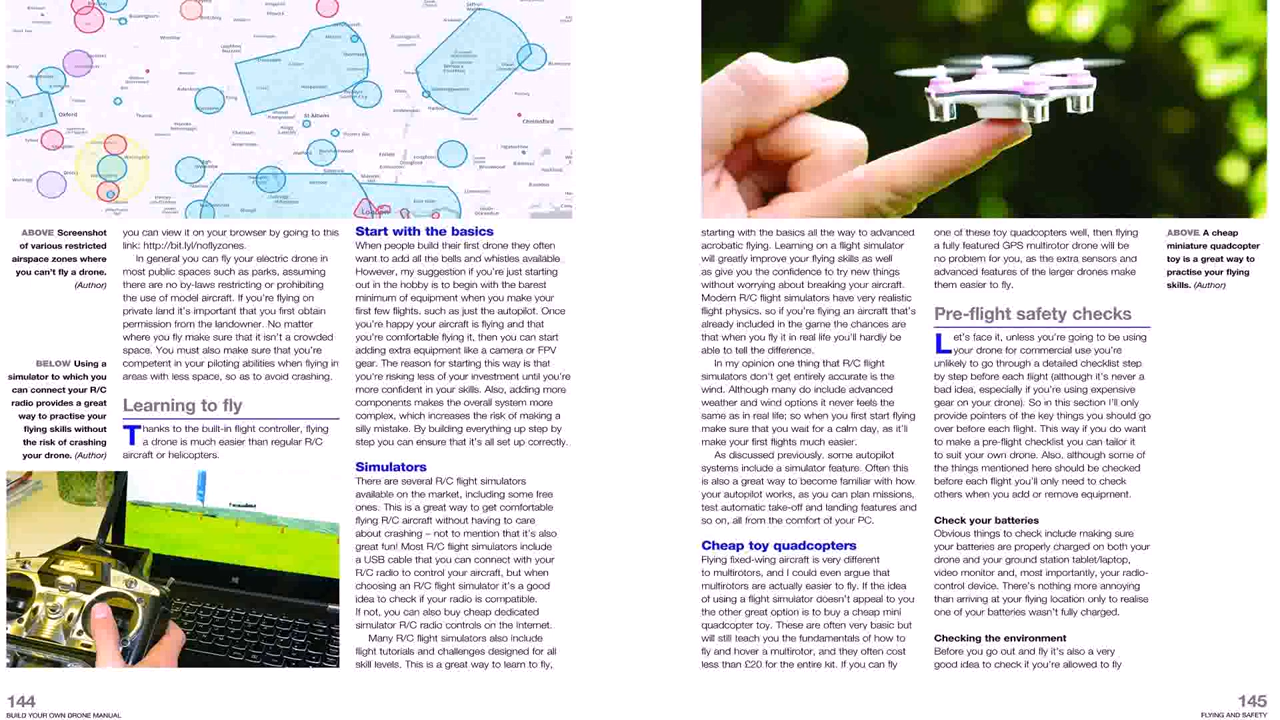 Oxford
St Albans
Chelmsford
London
ABOVE Screenshot
of various restricted
airspace zones where
you can't fly a drone.
(Author)
BELOW Using a
simulator to which you
can connect your R/C
radio provides a great
way to practise your
flying skills without
the risk of crashing
your drone. (Author)
you can view it on your browser by going to this
link: http://bit.lyl/noflyzones.
In general you can fly your electric drone in
most public spaces such as parks, assuming
there are no by-laws restricting or prohibiting
the use of model aircraft. If you're flying on
private land it's important that you first obtain
permission from the landowner. No matter
where you fly make sure that it isn't a crowded
space. You must also make sure that you're
competent in your piloting abilities when flying in
areas with less space, so as to avoid crashing.
Learning to fly
Thanks to the built-in flight controller, flying
a drone is much easier than regular R/C
aircraft or helicopters.
Start with the basics
When people build their first drone they often
want to add all the bells and whistles available.
However, my suggestion if you're just starting
out in the hobby is to begin with the barest
minimum of equipment when you make your
first few flights, such as just the autopilot. Once
you're happy your aircraft is flying and that
you're comfortable flying it, then you can start
adding extra equipment like a camera or FPV
gear. The reason for starting this way is that
you're risking less of your investment until you're
more confident in your skills. Also, adding more
components makes the overall system more
complex, which increases the risk of making a
silly mistake. By building everything up step by
step you can ensure that it's all set up correctly.
Simulators
There are several R/C flight simulators
available on the market, including some free
ones. This is a great way to get comfortable
flying R/C aircraft without having to care
about crashing – not to mention that it's also
great fun! Most R/C flight simulators include
a USB cable that you can connect with your
R/C radio to control your aircraft, but when
choosing an R/C flight simulator it's a good
idea to check if your radio is compatible.
If not, you can also buy cheap dedicated
simulator R/C radio controls on the Internet.
Many R/C flight simulators also include
flight tutorials and challenges designed for all
skill levels. This is a great way to learn to fly,
144
BUILD YOUR OWN DRONE MANUAL
starting with the basics all the way to advanced
acrobatic flying. Learning on a flight simulator
will greatly improve your flying skills as well
as give you the confidence to try new things
without worrying about breaking your aircraft.
Modern R/C flight simulators have very realistic
flight physics, so if you're flying an aircraft that's
already included in the game the chances are
that when you fly it in real life you'll hardly be
able to tell the difference.
In my opinion one thing that R/C flight
simulators don't get entirely accurate is the
wind. Although many do include advanced
weather and wind options it never feels the
same as in real life; so when you first start flying
make sure that you wait for a calm day, as it'll
make your first flights much easier.
As discussed previously, some autopilot
systems include a simulator feature. Often this
is also a great way to become familiar with how
your autopilot works, as you can plan missions,
test automatic take-off and landing features and
so on, all from the comfort of your PC.
Cheap toy quadcopters
Flying fixed-wing aircraft is very different
to multirotors, and I could even argue that
multirotors are actually easier to fly. If the idea
of using a flight simulator doesn't appeal to you
the other great option is to buy a cheap mini
quadcopter toy. These are often very basic but
will still teach you the fundamentals of how to
fly and hover a multirotor, and they often cost
less than £20 for the entire kit. If you can fly
one of these toy quadcopters well, then flying
a fully featured GPS multirotor drone will be
no problem for you, as the extra sensors and
advanced features of the larger drones make
them easier to fly.
Pre-flight safety checks
Let's face it, unless you're going to be using
your drone for commercial use you're
unlikely to go through a detailed checklist step
by step before each flight (although it's never a
bad idea, especially if you're using expensive
gear on your drone). So in this section I'll only
provide pointers of the key things you should go
over before each flight. This way if you do want
to make a pre-flight checklist you can tailor it
to suit your own drone. Also, although some of
the things mentioned here should be checked
before each flight you'll only need to check
others when you add or remove equipment.
Check your batteries
Obvious things to check include making sure
your batteries are properly charged on both your
drone and your ground station tablet/laptop,
video monitor and, most importantly, your radio-
control device. There's nothing more annoying
than arriving at your flying location only to realise
one of your batteries wasn't fully charged.
Checking the environment
Before you go out and fly it's also a very
good idea to check if you're allowed to fly
ABOVE A cheap
miniature quadcopter
toy is a great way to
practise your flying
skills. (Author)
145
FLYING AND SAFETY